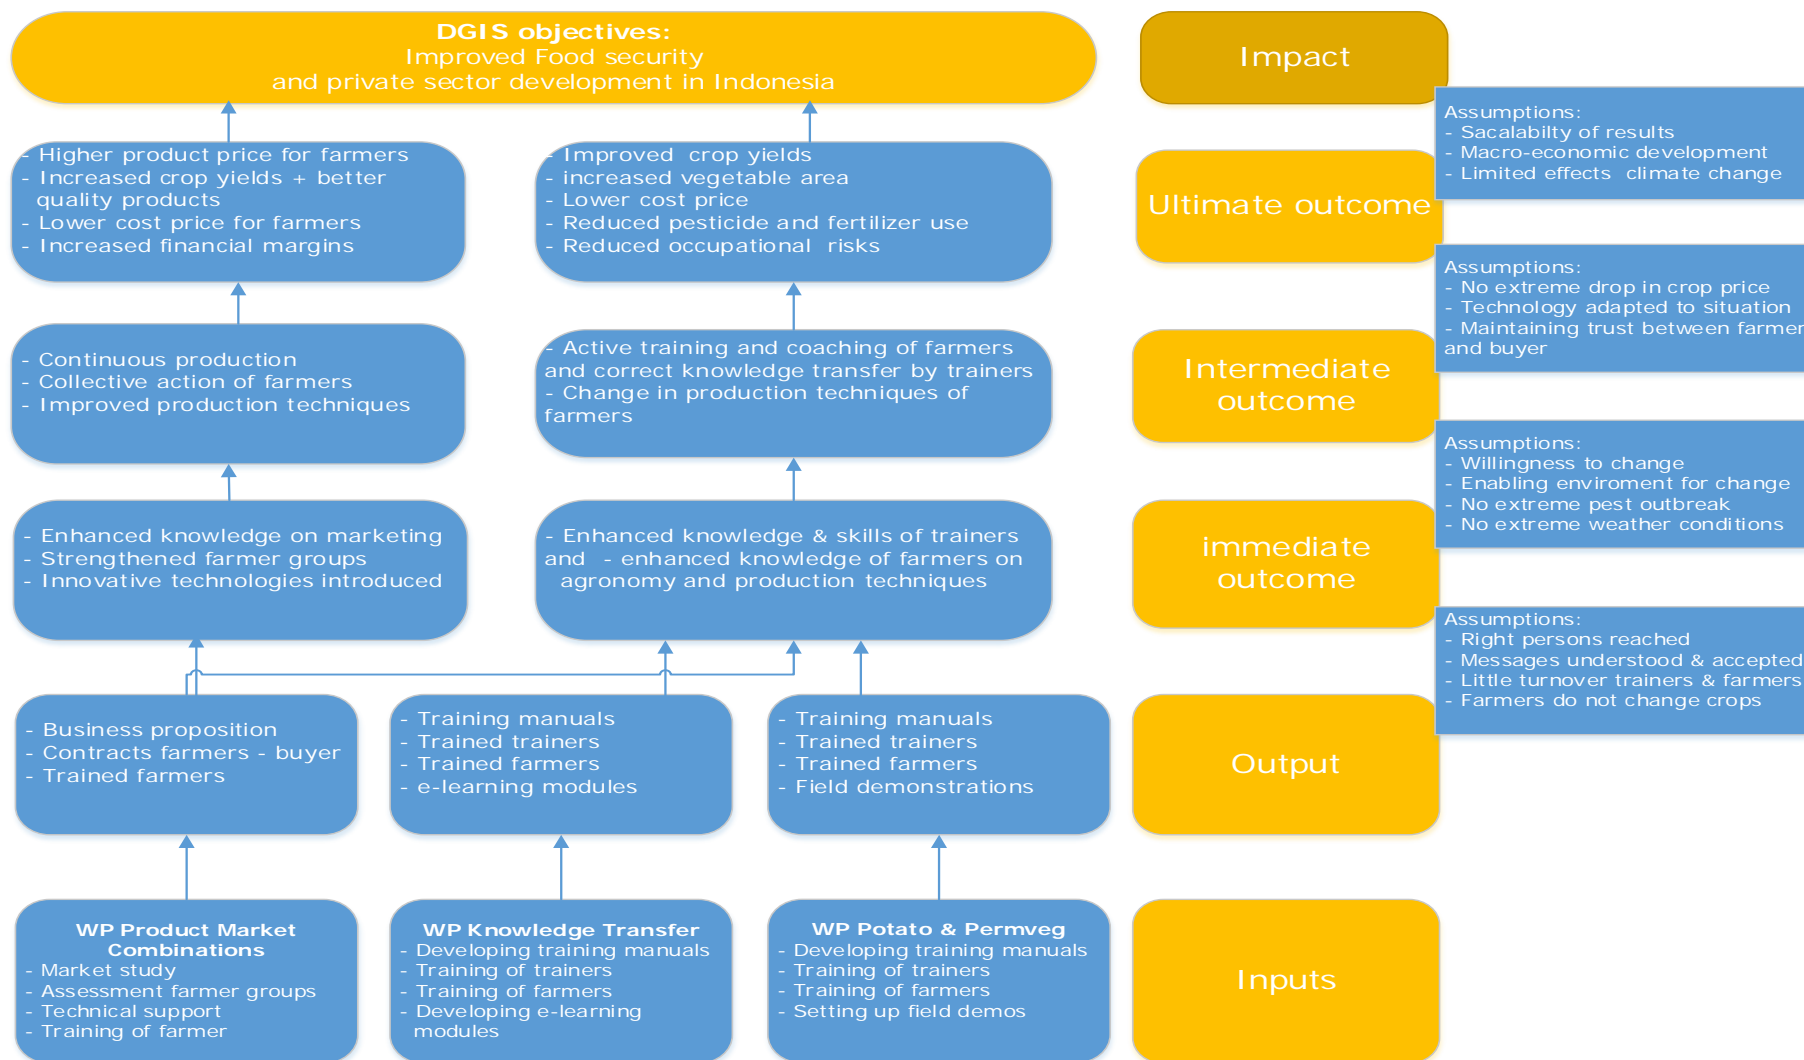 DGIS objectives:
Improved Food security
and private sector development in Indonesia
Impact
Assumptions:
- Sacalabilty of results
- Macro-economic development
- Limited effects climate change
- Higher product price for farmers
- Increased crop yields + better
quality products
- Lower cost price for farmers
- Increased financial margins
- Improved crop yields
- increased vegetable area
- Lower cost price
- Reduced pesticide and fertilizer use
- Reduced occupational risks
Ultimate outcome
Assumptions:
- No extreme drop in crop price
- Technology adapted to situation
- Maintaining trust between farmer
and buyer
- Continuous production
- Collective action of farmers
- Improved production techniques
- Active training and coaching of farmers
and correct knowledge transfer by trainers
- Change in production techniques of
farmers
Intermediate
outcome
Assumptions:
- Willingness to change
- Enabling enviroment for change
- No extreme pest outbreak
- No extreme weather conditions
- Enhanced knowledge on marketing
- Strengthened farmer groups
- Innovative technologies introduced
- Enhanced knowledge & skills of trainers
and - enhanced knowledge of farmers on
agronomy and production techniques
immediate
outcome
Assumptions:
- Right persons reached
- Messages understood & accepted
- Little turnover trainers & farmers
- Farmers do not change crops
- Business proposition
- Contracts farmers - buyer
- Trained farmers
- Training manuals
- Trained trainers
- Trained farmers
- e-learning modules
- Training manuals
- Trained trainers
- Trained farmers
- Field demonstrations
Output
WP Product Market
Combinations
- Market study
- Assessment farmer groups
- Technical support
- Training of farmer
WP Knowledge Transfer
- Developing training manuals
- Training of trainers
- Training of farmers
- Developing e-learning
modules
WP Potato & Permveg
- Developing training manuals
- Training of trainers
- Training of farmers
- Setting up field demos
Inputs